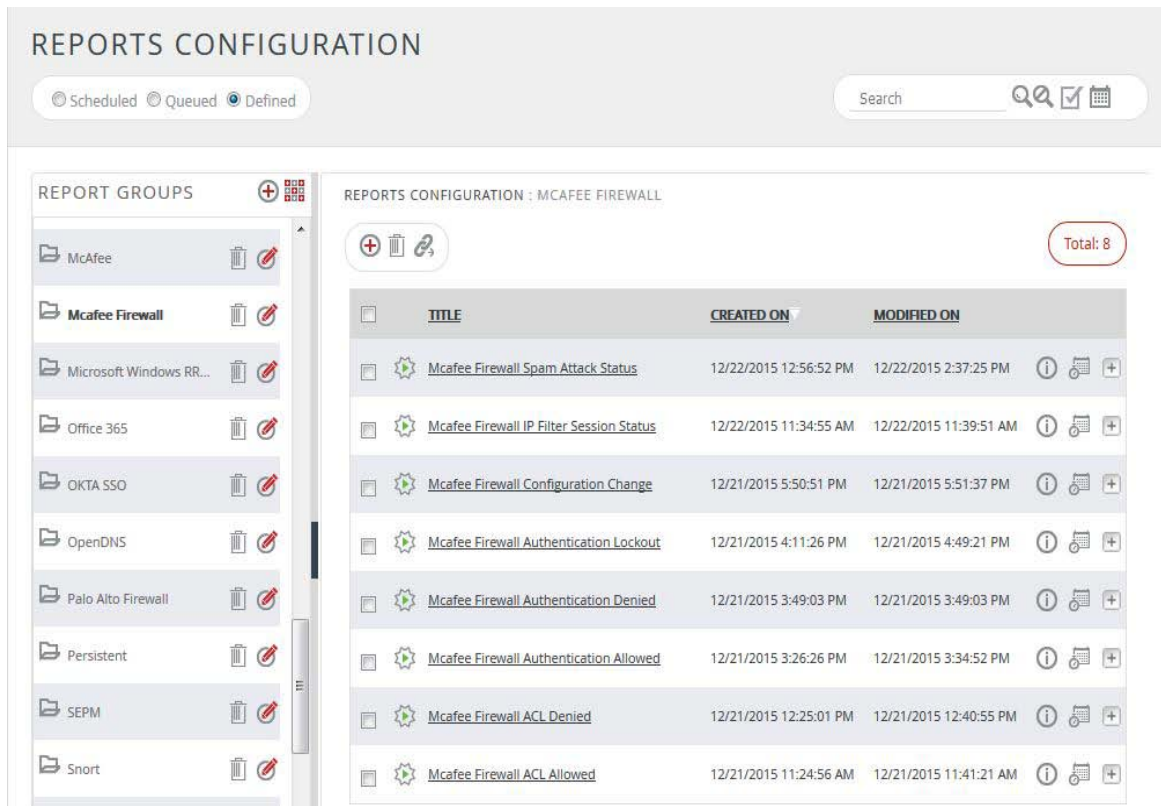 REPORTS CONFIGURATION
Scheduled Queued Defined
Search
REPORT GROUPS
McAfee
Mcafee Firewall
Microsoft Windows RR...
Office 365
OKTA SSO
OpenDNS
Palo Alto Firewall
Persistent
SEPM
Snort
REPORTS CONFIGURATION : MCAFEE FIREWALL
Total: 8
TITLE CREATED ON MODIFIED ON
Mcafee Firewall Spam Attack Status 12/22/2015 12:56:52 PM 12/22/2015 2:37:25 PM
Mcafee Firewall IP Filter Session Status 12/22/2015 11:34:55 AM 12/22/2015 11:39:51 AM
Mcafee Firewall Configuration Change 12/21/2015 5:50:51 PM 12/21/2015 5:51:37 PM
Mcafee Firewall Authentication Lockout 12/21/2015 4:11:26 PM 12/21/2015 4:49:21 PM
Mcafee Firewall Authentication Denied 12/21/2015 3:49:03 PM 12/21/2015 3:49:03 PM
Mcafee Firewall Authentication Allowed 12/21/2015 3:26:26 PM 12/21/2015 3:34:52 PM
Mcafee Firewall ACL Denied 12/21/2015 12:25:01 PM 12/21/2015 12:40:55 PM
Mcafee Firewall ACL Allowed 12/21/2015 11:24:56 AM 12/21/2015 11:41:21 AM